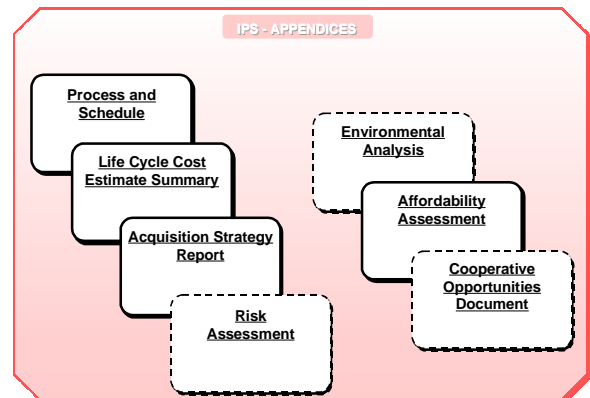 IPS - APPENDICES
Process and
Schedule
Life Cycle Cost
Estimate Summary
Acquisition Strategy
Report
Risk
Assessment
Environmental
Analysis
Affordability
Assessment
Cooperative
Opportunities
Document